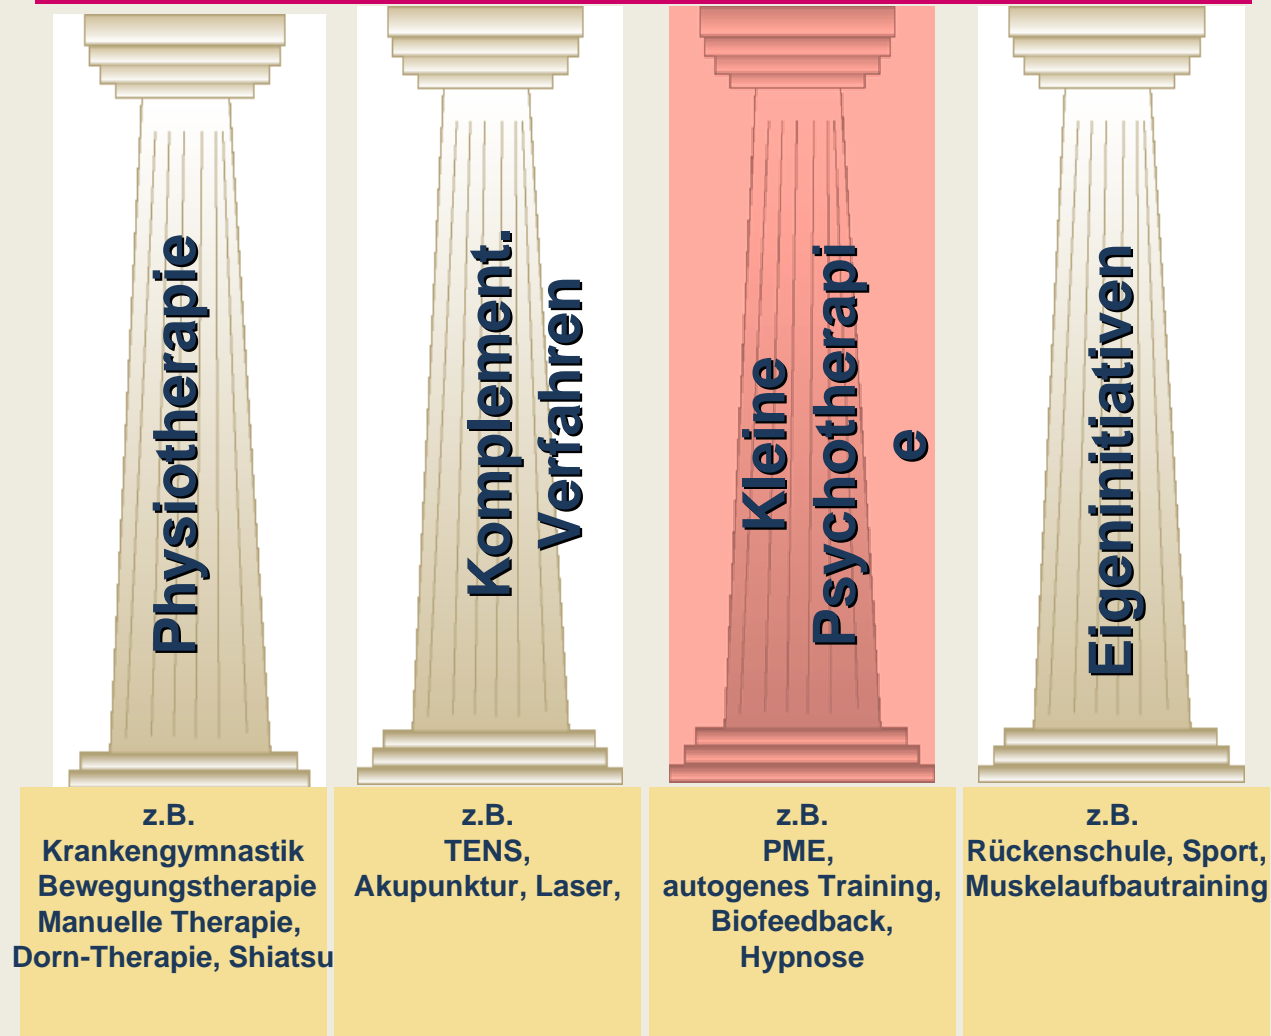 Physiotherapie
Komplement.
Verfahren
Kleine
Psychotherapi
e
Eigeninitiativen
z.B.
Krankengymnastik
Bewegungstherapie
Manuelle Therapie,
Dorn-Therapie, Shiatsu
z.B.
TENS,
Akupunktur, Laser,
z.B.
PME,
autogenes Training,
Biofeedback,
Hypnose
z.B.
Rückenschule, Sport,
Muskelaufbautraining